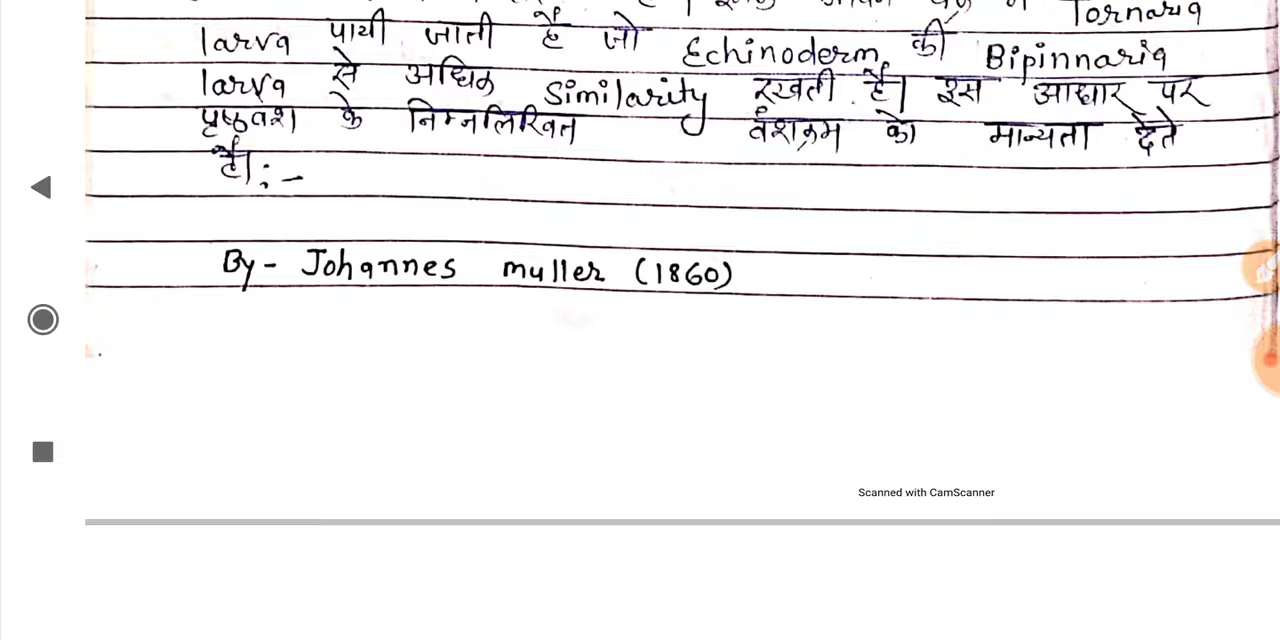 Tornaria
larva पायी जाती है जो Echinoderm की Bipinnaria
larva से अधिक Similarity रखती है। इस आधार पर
पृष्ठवंश के निम्नलिखित वंशक्रम को मान्यता देते
हैं।:-
By- Johannes muller (1860)
Scanned with CamScanner